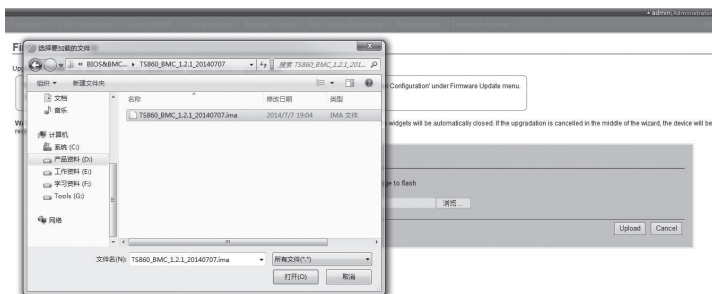 admin(Administrator
选择要加载的文件
« BIOS&BMC... ▸ TS860_BMC_1.2.1_20140707
搜索 TS860_BMC_1.2.1_201...
组织 新建文件夹
文档
音乐
计算机
系统 (C:)
产品资料 (D:)
工作资料 (E:)
学习资料 (F:)
Tools (G:)
网络
名称 修改日期 类型
TS860_BMC_1.2.1_20140707.ima 2014/7/7 19:04 IMA 文件
文件名(N): TS860_BMC_1.2.1_20140707.ima 所有文件(*.*)
打开(O) 取消
Configuration' under Firmware Update menu.
widgets will be automatically closed. If the upgradation is cancelled in the middle of the wizard, the device will be
to flash
浏览...
Upload Cancel